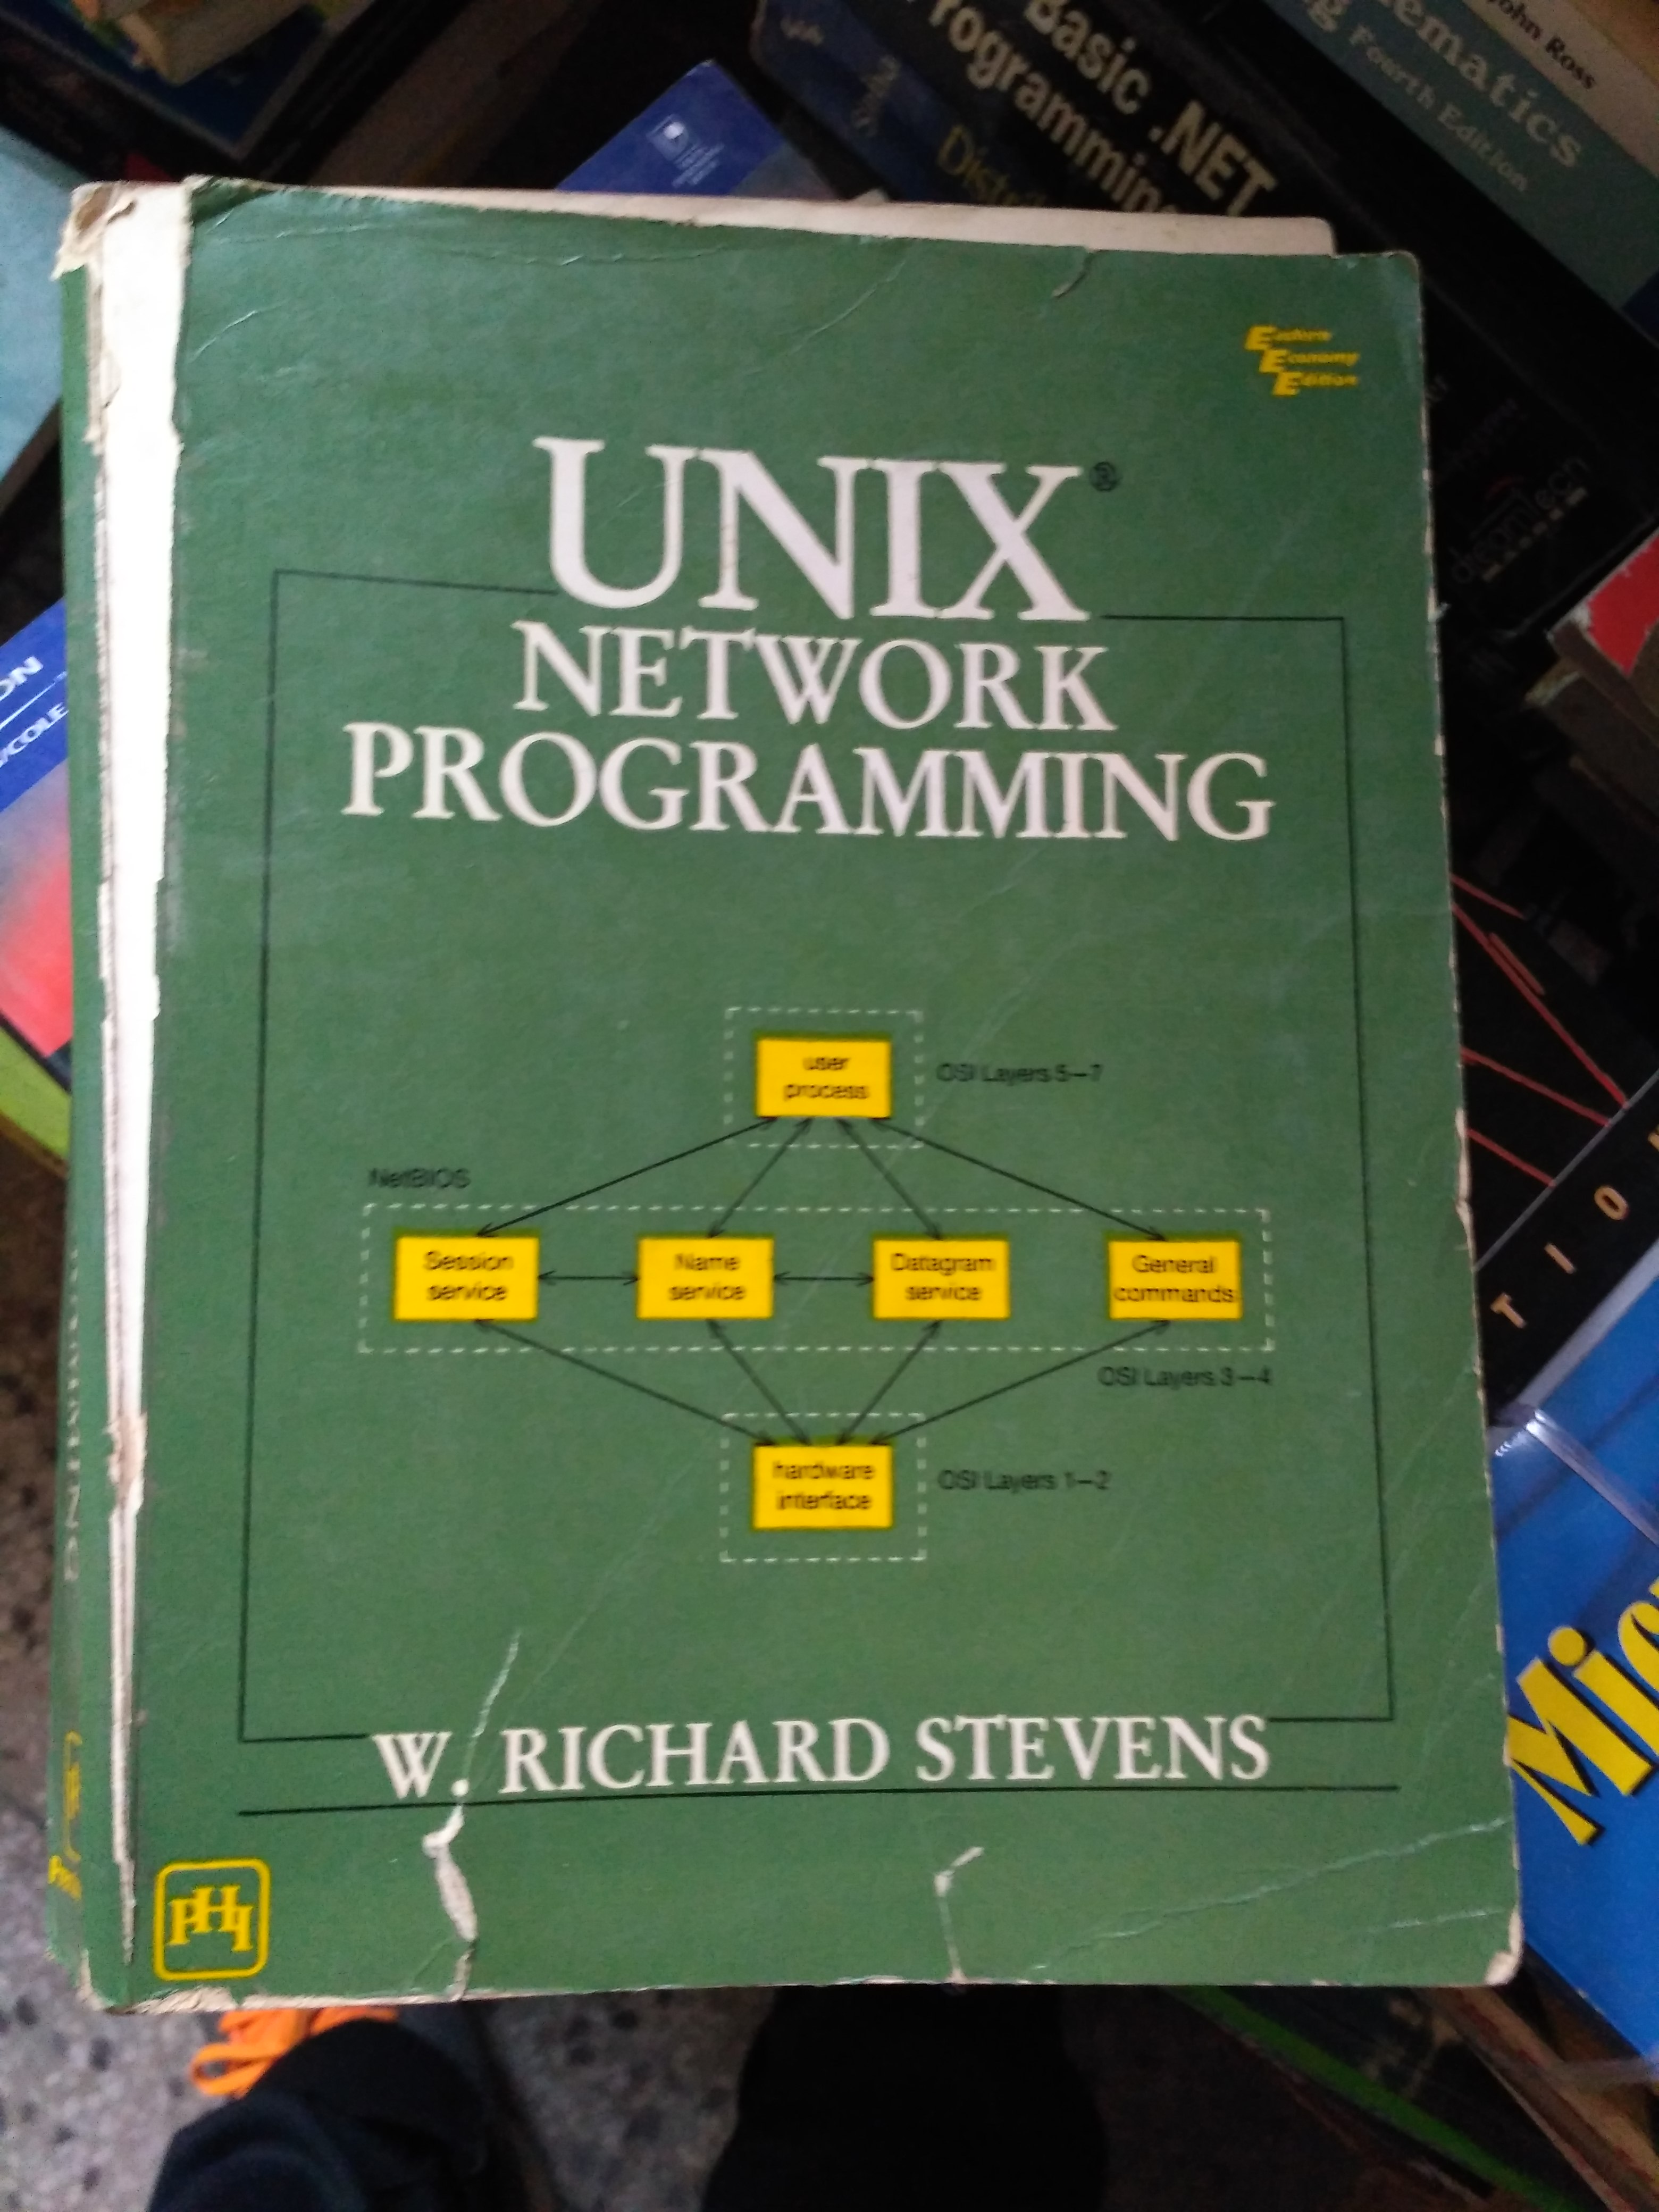 John Ross
Fourth Edition
Basic .NET
Programming
Eastern
Economy
Edition
UNIX®
NETWORK
PROGRAMMING
user
process
OSI Layers 5–7
NetBIOS
Session
service
Name
service
Datagram
service
General
commands
OSI Layers 3–4
hardware
interface
OSI Layers 1–2
W. RICHARD STEVENS
PHI
dreamtech